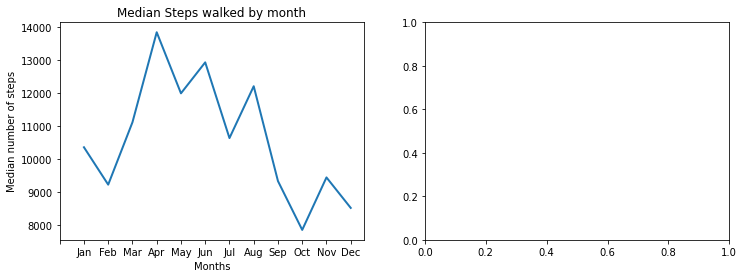 Median Steps walked by month
Median number of steps
14000
13000
12000
11000
10000
9000
8000
Jan Feb Mar Apr May Jun Jul Aug Sep Oct Nov Dec
Months
1.0
0.8
0.6
0.4
0.2
0.0
0.0 0.2 0.4 0.6 0.8 1.0